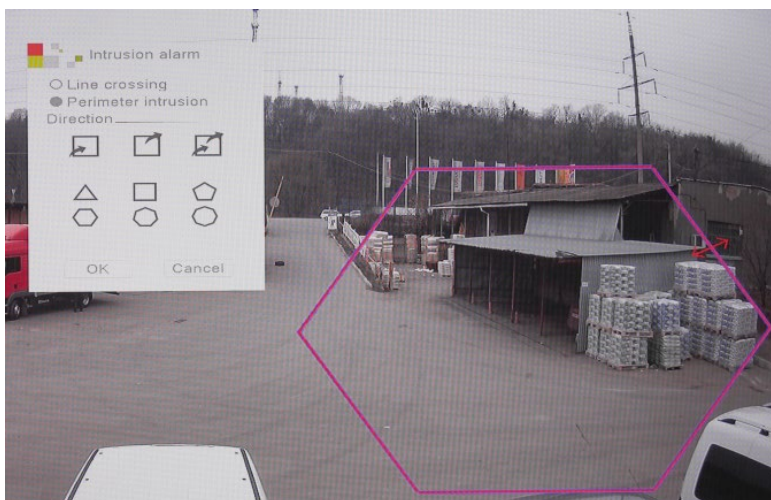 Intrusion alarm
Line crossing
Perimeter intrusion
Direction
OK
Cancel